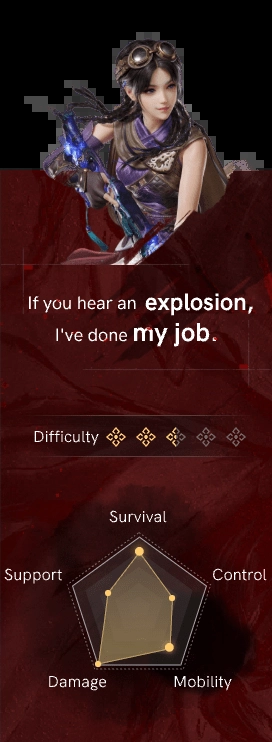 If you hear an explosion,
I've done my job.
Difficulty
Survival
Support Control
Damage Mobility